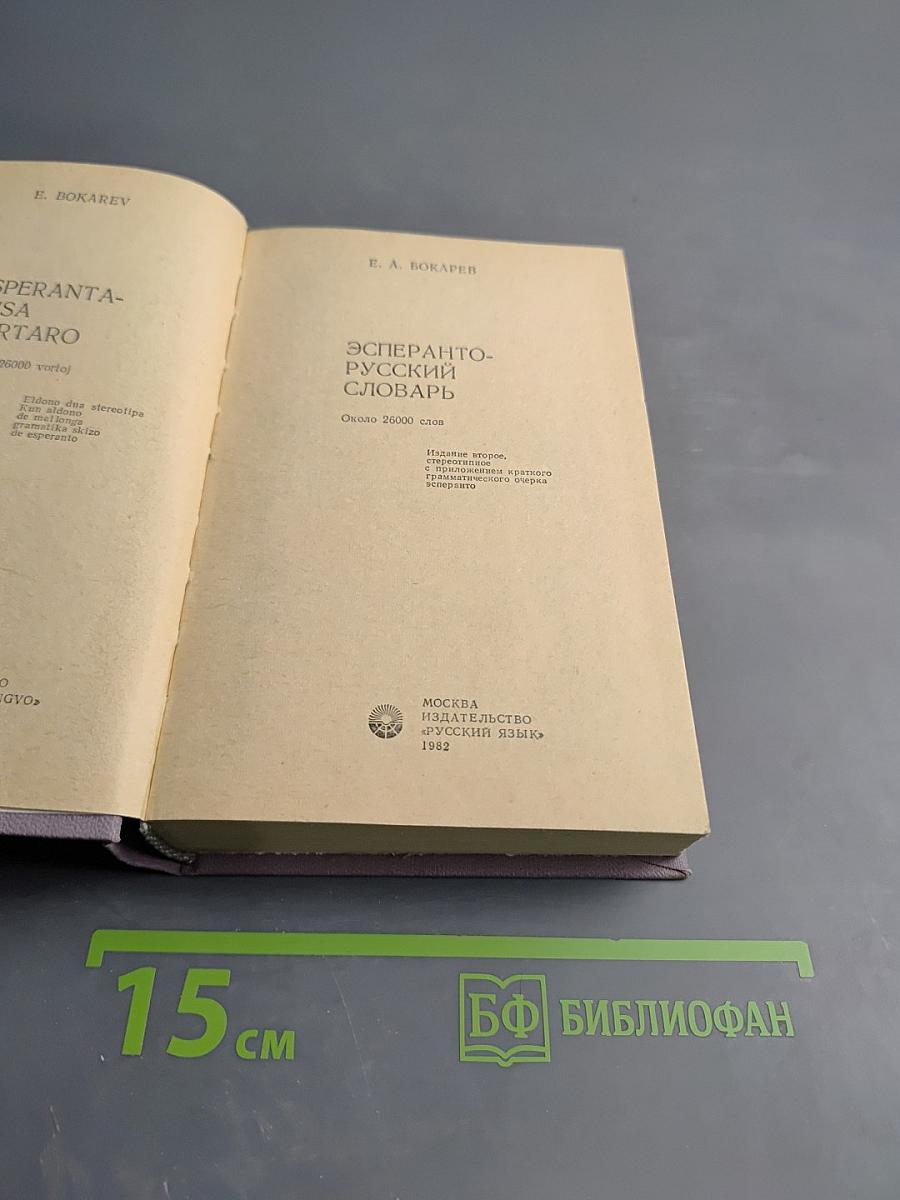 E. BOKAREV
SPERANTA-
SA
RTARO
26000 vortoj
Eldono dua stereotipa
Kun aldono
de mallonga
gramatika skizo
de esperanto
O
NGVO»
Е. А. БОКАРЕВ
ЭСПЕРАНТО-
РУССКИЙ
СЛОВАРЬ
Около 26000 слов
Издание второе,
стереотипное
с приложением краткого
грамматического очерка
эсперанто
МОСКВА
ИЗДАТЕЛЬСТВО
«РУССКИЙ ЯЗЫК»
1982
15 см
БФ БИБЛИОФАН